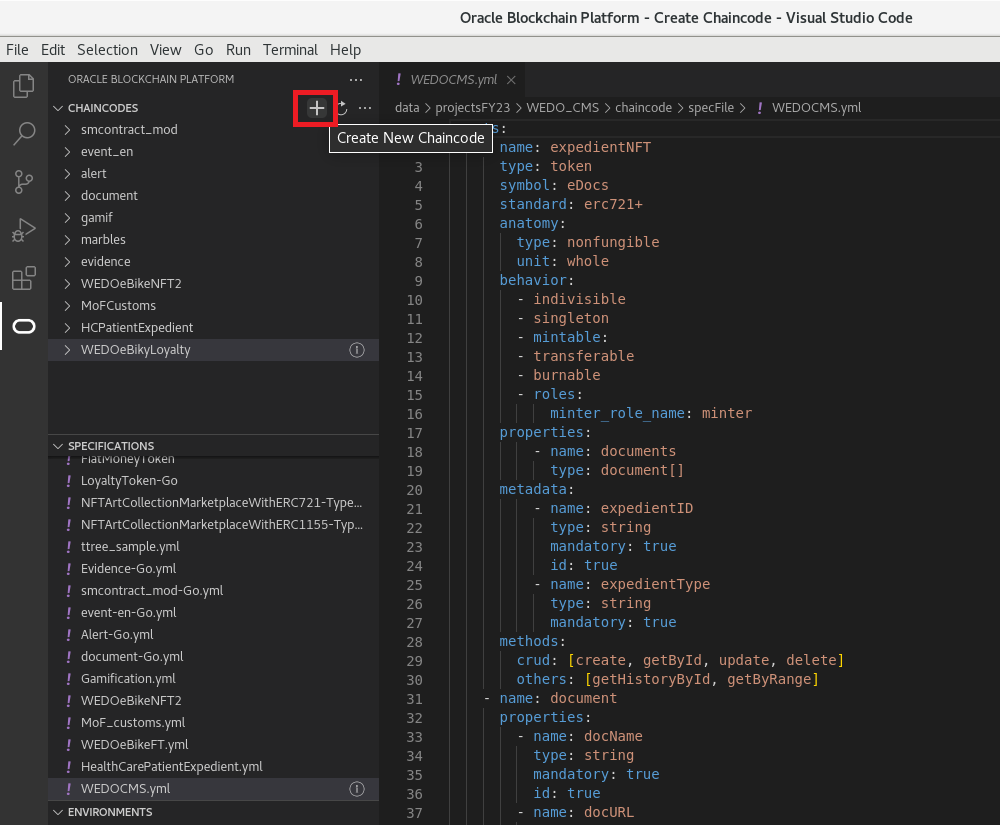 Oracle Blockchain Platform - Create Chaincode - Visual Studio Code
File Edit Selection View Go Run Terminal Help
ORACLE BLOCKCHAIN PLATFORM
CHAINCODES
Create New Chaincode
smcontract_mod
event_en
alert
document
gamif
marbles
evidence
WEDOeBikeNFT2
MoFCustoms
HCPatientExpedient
WEDOeBikyLoyalty
SPECIFICATIONS
FiatMoneyToken
LoyaltyToken-Go
NFTArtCollectionMarketplaceWithERC721-Type...
NFTArtCollectionMarketplaceWithERC1155-Typ...
ttree_sample.yml
Evidence-Go.yml
smcontract_mod-Go.yml
event-en-Go.yml
Alert-Go.yml
document-Go.yml
Gamification.yml
WEDOeBikeNFT2
MoF_customs.yml
WEDOeBikeFT.yml
HealthCarePatientExpedient.yml
WEDOCMS.yml
ENVIRONMENTS
! WEDOCMS.yml
data > projectsFY23 > WEDO_CMS > chaincode > specFile > ! WEDOCMS.yml
s:
name: expedientNFT
3 type: token
4 symbol: eDocs
5 standard: erc721+
6 anatomy:
7 type: nonfungible
8 unit: whole
9 behavior:
10 - indivisible
11 - singleton
12 - mintable:
13 - transferable
14 - burnable
15 - roles:
16 minter_role_name: minter
17 properties:
18 - name: documents
19 type: document[]
20 metadata:
21 - name: expedientID
22 type: string
23 mandatory: true
24 id: true
25 - name: expedientType
26 type: string
27 mandatory: true
28 methods:
29 crud: [create, getById, update, delete]
30 others: [getHistoryById, getByRange]
31 - name: document
32 properties:
33 - name: docName
34 type: string
35 mandatory: true
36 id: true
37 - name: docURL